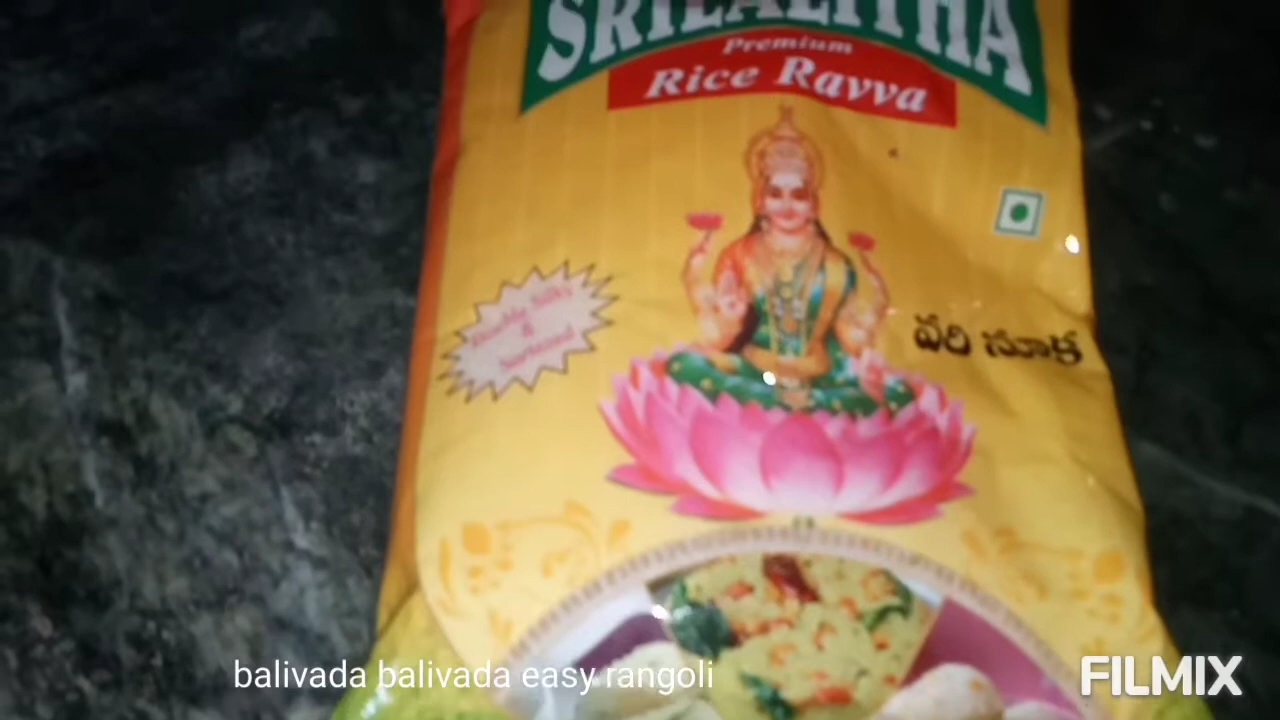 SRILALITHA
Premium
Rice Ravva
వరి నూక
balivada balivada easy rangoli
FILMIX